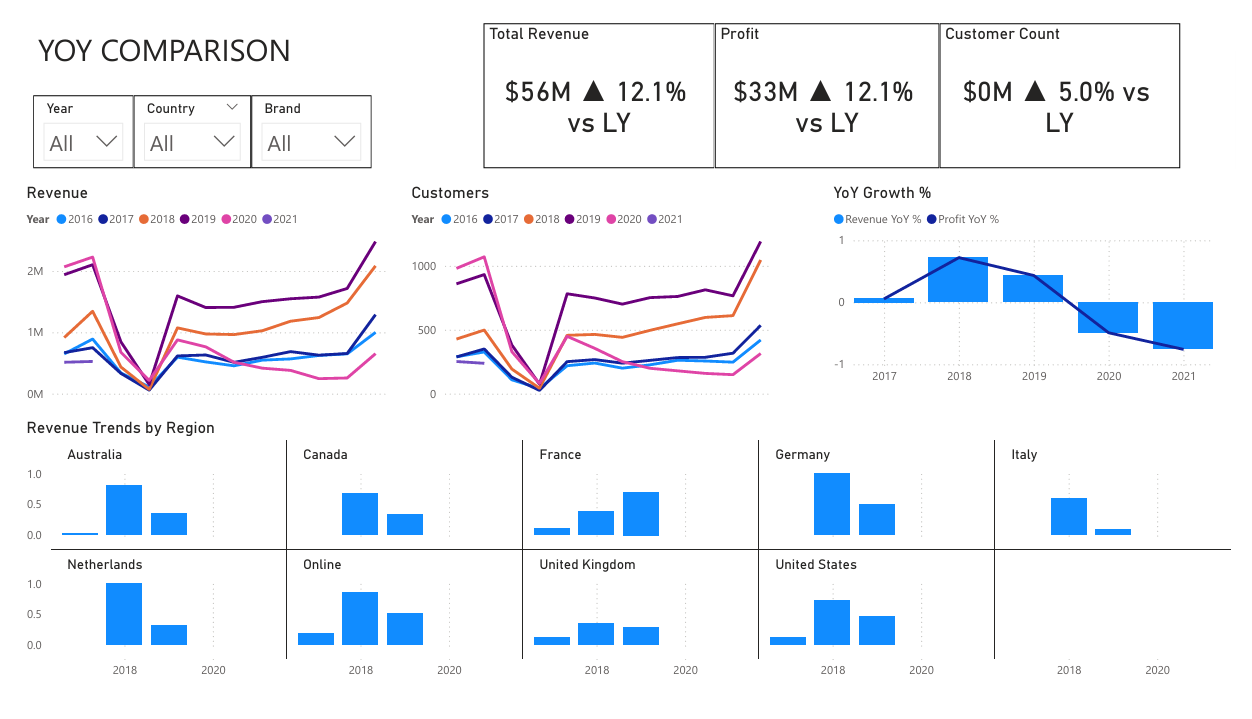 YOY COMPARISON
Total Revenue
$56M ▲ 12.1%
vs LY
Profit
$33M ▲ 12.1%
vs LY
Customer Count
$0M ▲ 5.0% vs
LY
Year
All
Country
All
Brand
All
Revenue
Year 2016 2017 2018 2019 2020 2021
2M
1M
0M
Customers
Year 2016 2017 2018 2019 2020 2021
1000
500
0
YoY Growth %
Revenue YoY % Profit YoY %
1
0
-1
2017 2018 2019 2020 2021
Revenue Trends by Region
Australia Canada France Germany Italy
1.0
0.5
0.0
Netherlands Online United Kingdom United States
1.0
0.5
0.0
2018 2020 2018 2020 2018 2020 2018 2020 2018 2020